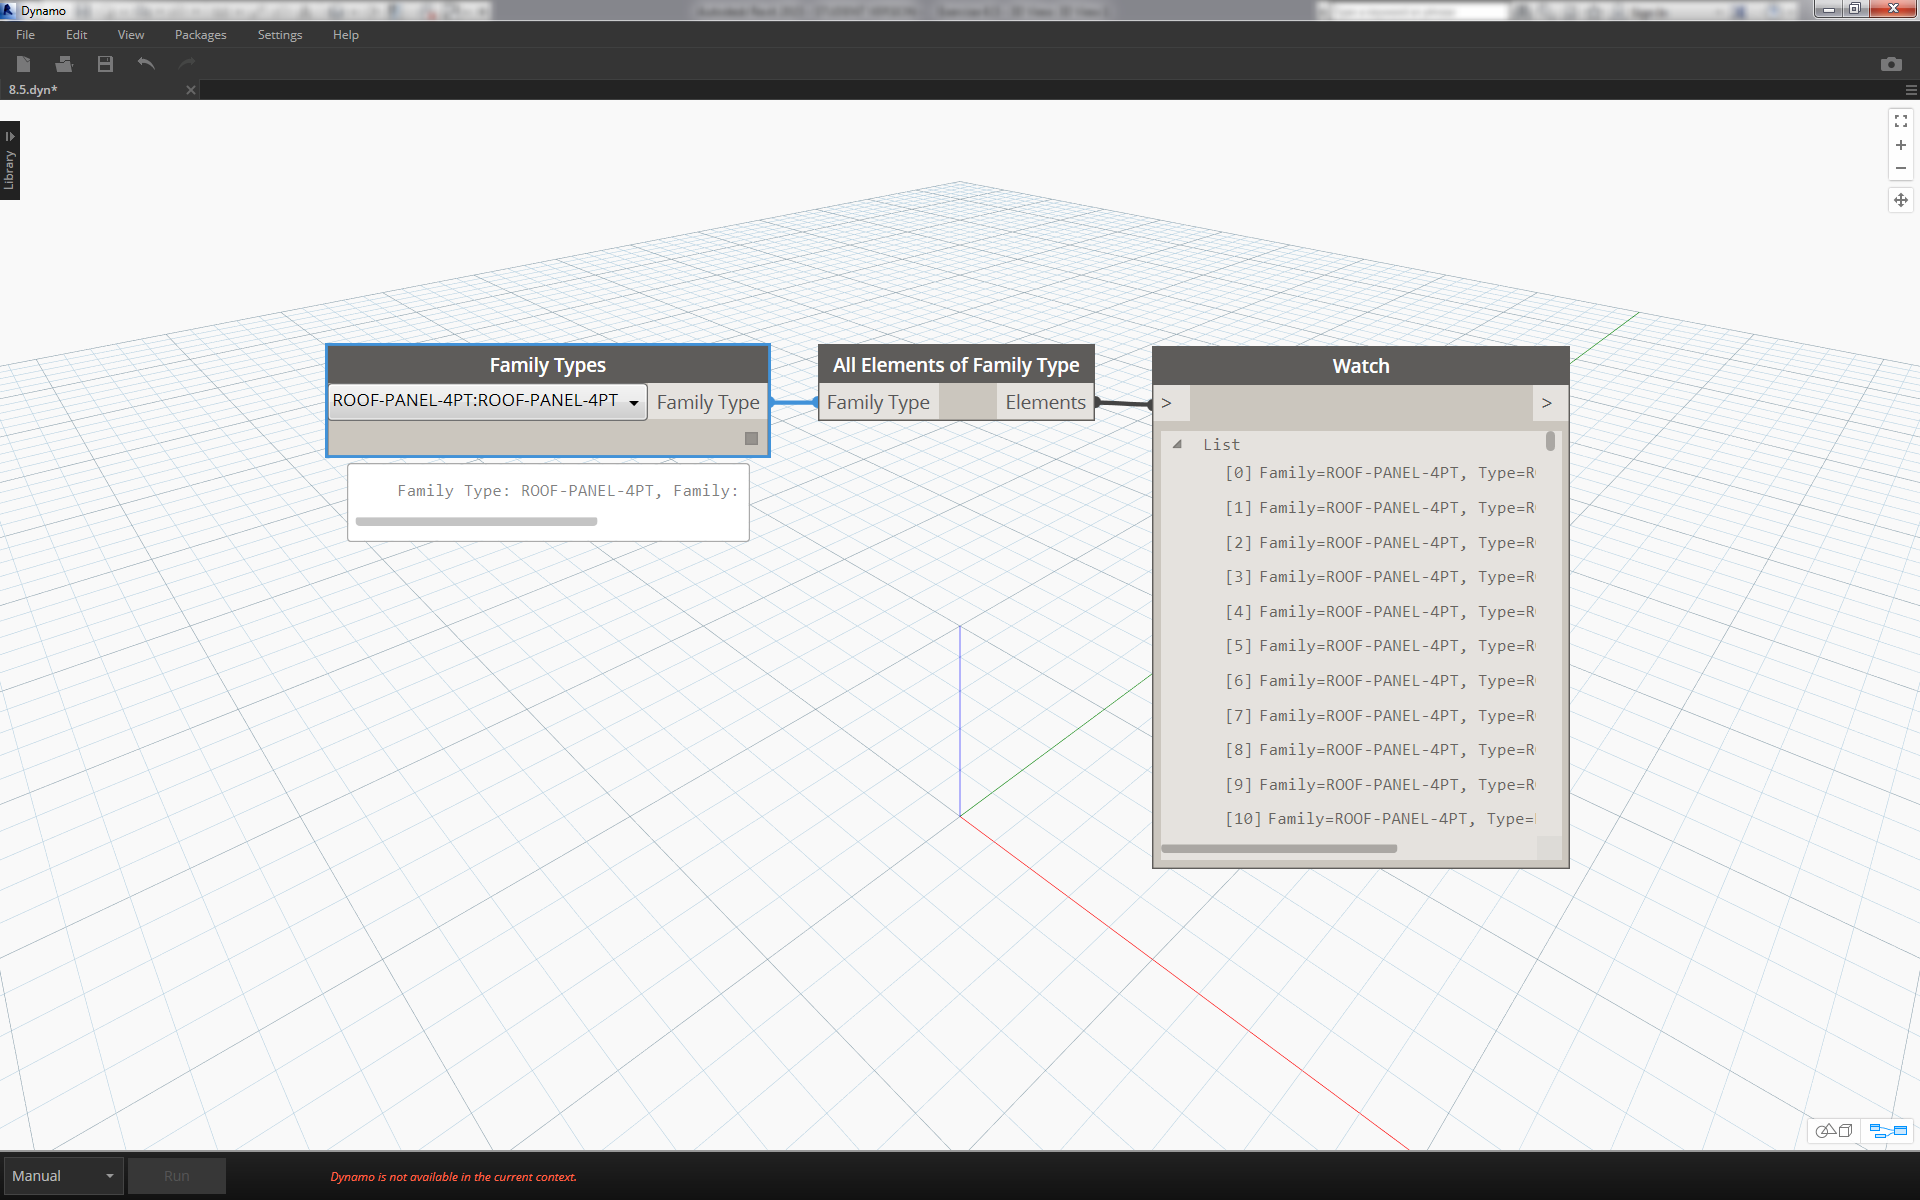 Dynamo
File Edit View Packages Settings Help
8.5.dyn*
Library
Family Types
ROOF-PANEL-4PT:ROOF-PANEL-4PT Family Type
Family Type: ROOF-PANEL-4PT, Family:
All Elements of Family Type
Family Type Elements
Watch
> >
List
[0] Family=ROOF-PANEL-4PT, Type=R
[1] Family=ROOF-PANEL-4PT, Type=R
[2] Family=ROOF-PANEL-4PT, Type=R
[3] Family=ROOF-PANEL-4PT, Type=R
[4] Family=ROOF-PANEL-4PT, Type=R
[5] Family=ROOF-PANEL-4PT, Type=R
[6] Family=ROOF-PANEL-4PT, Type=R
[7] Family=ROOF-PANEL-4PT, Type=R
[8] Family=ROOF-PANEL-4PT, Type=R
[9] Family=ROOF-PANEL-4PT, Type=R
[10] Family=ROOF-PANEL-4PT, Type=
Manual Run Dynamo is not available in the current context.